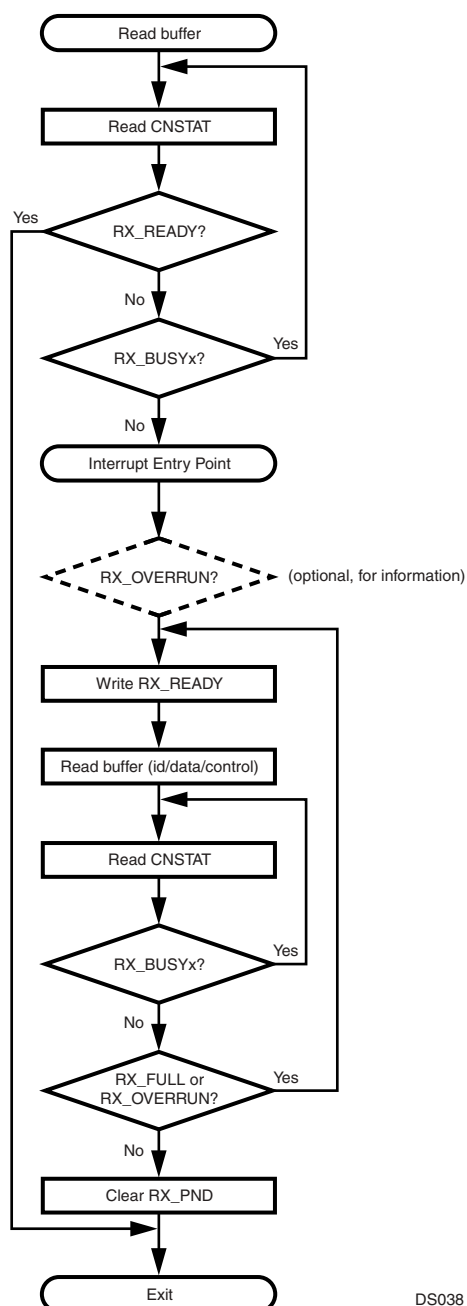 Read buffer
Read CNSTAT
Yes
RX_READY?
No
RX_BUSYx?
Yes
No
Interrupt Entry Point
RX_OVERRUN?
(optional, for information)
Write RX_READY
Read buffer (id/data/control)
Read CNSTAT
RX_BUSYx?
Yes
No
RX_FULL or
RX_OVERRUN?
Yes
No
Clear RX_PND
Exit
DS038